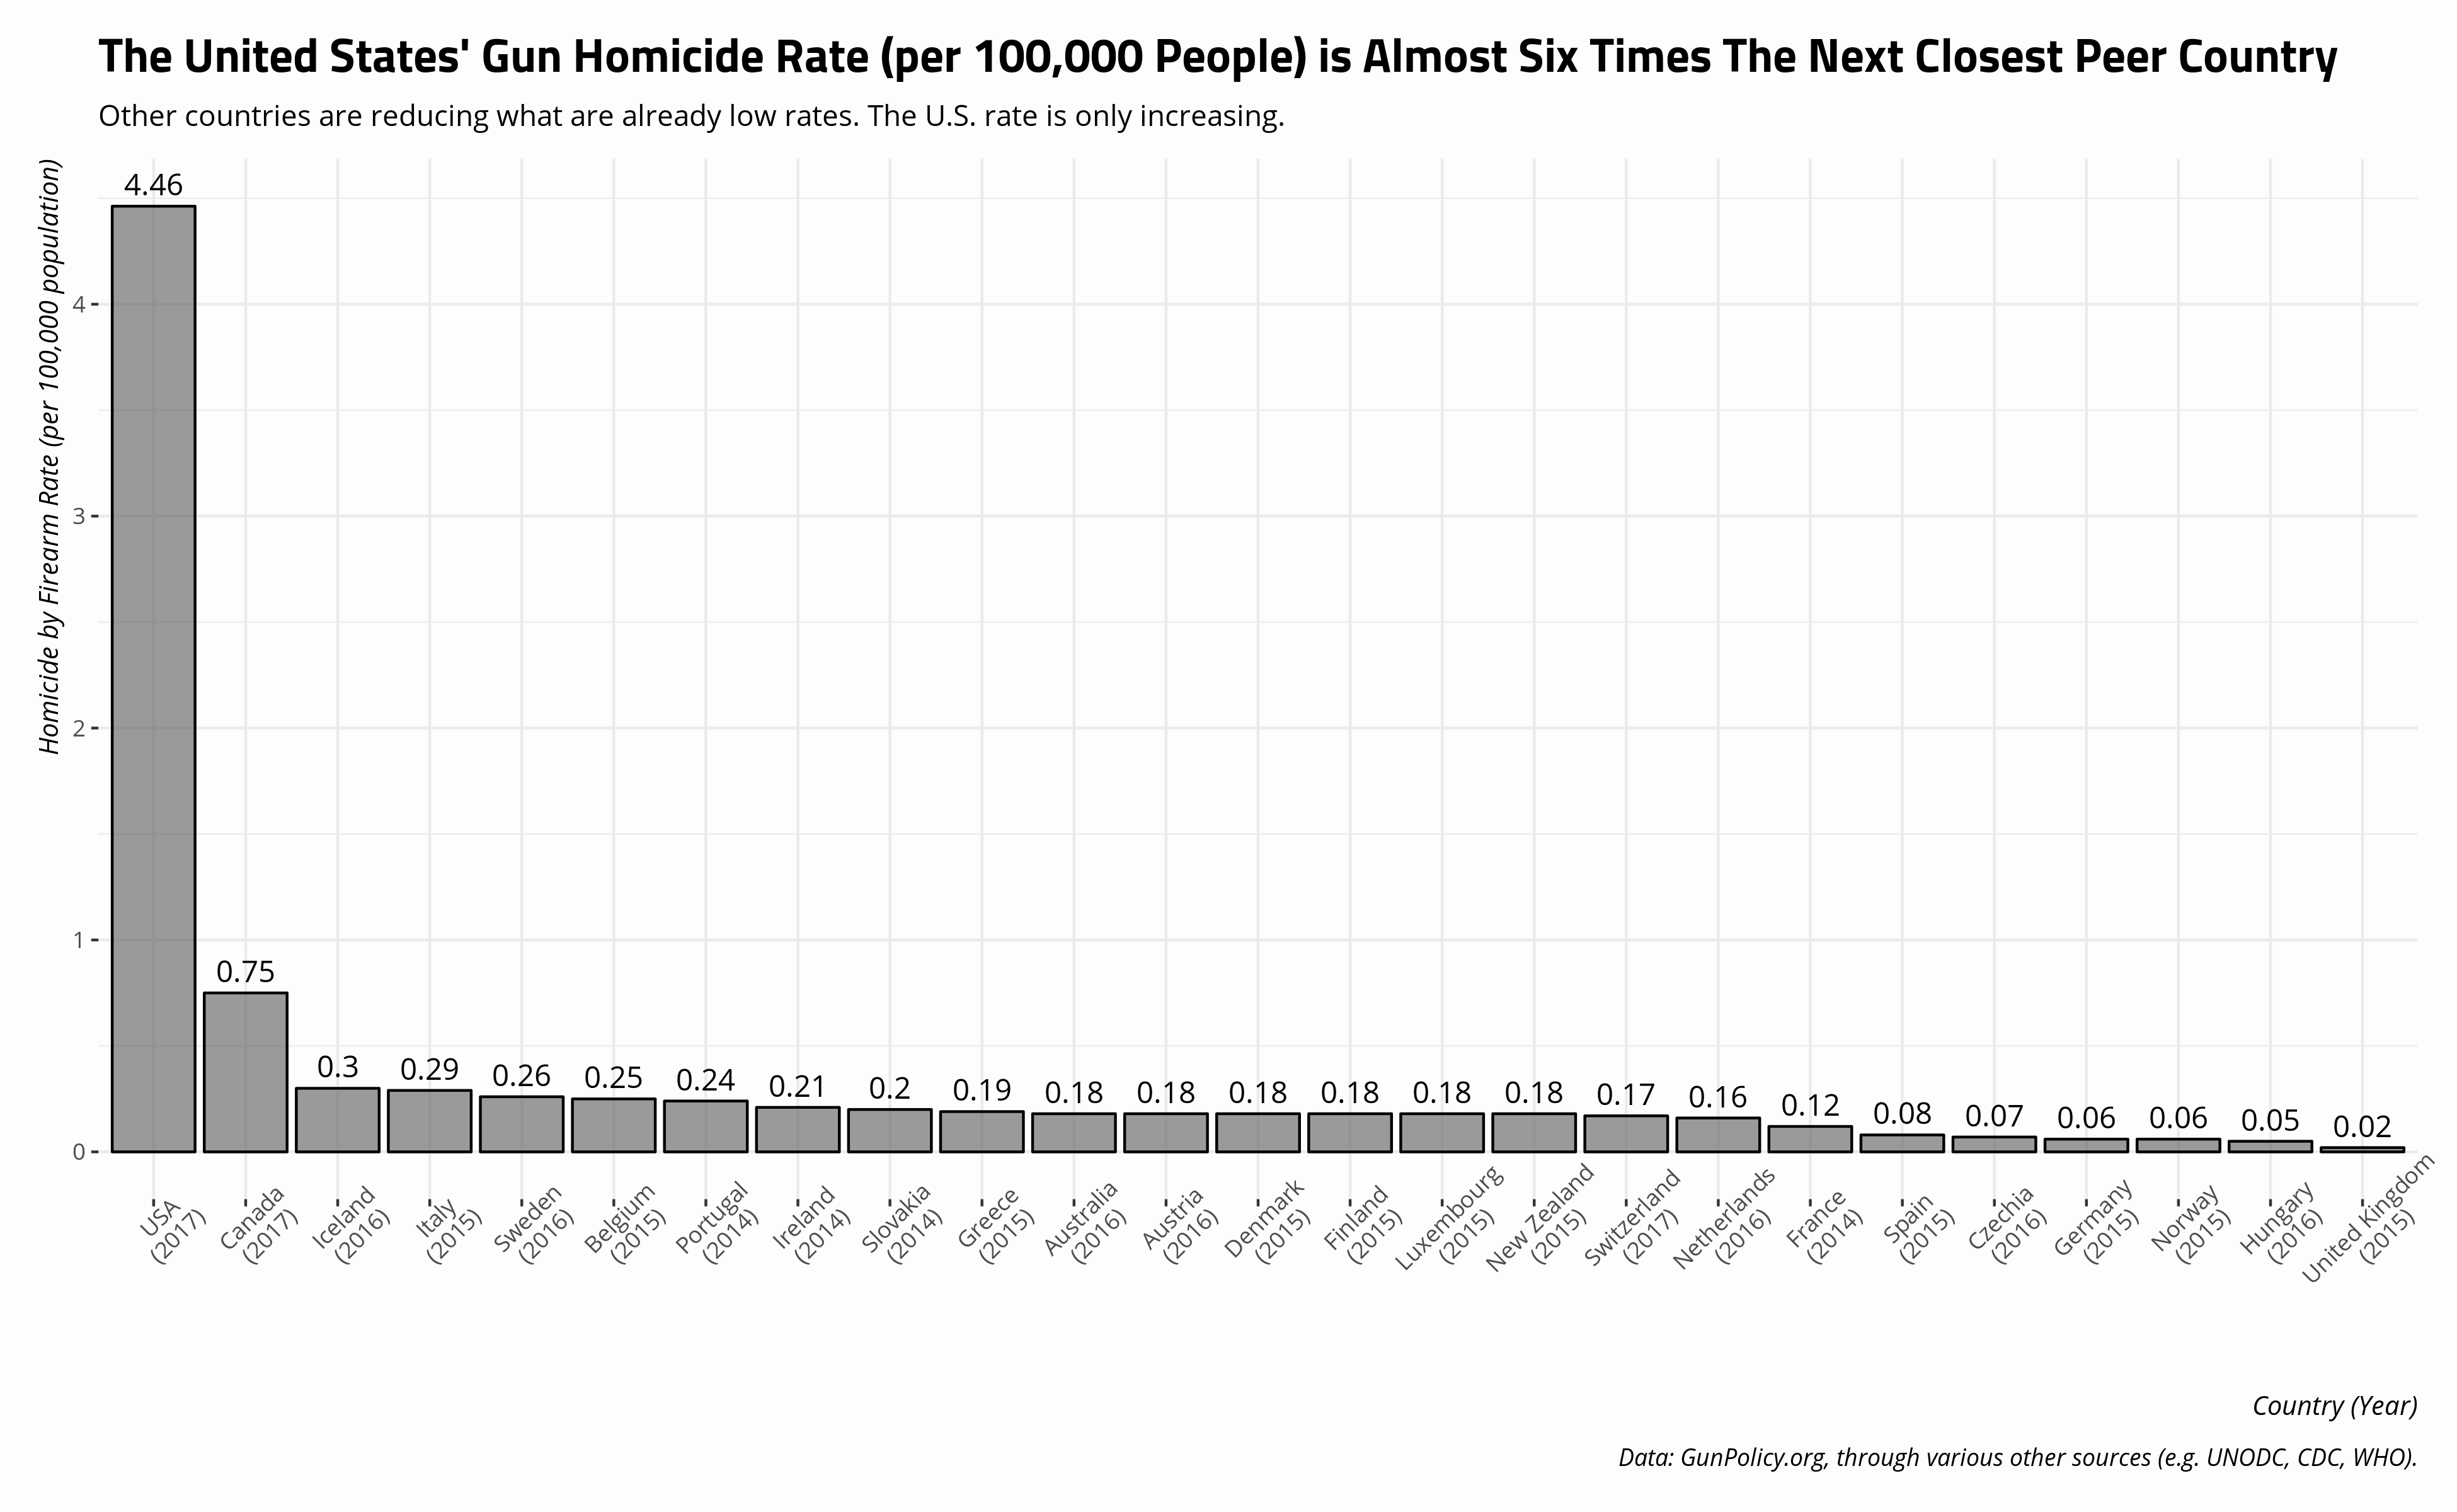 The United States' Gun Homicide Rate (per 100,000 People) is Almost Six Times The Next Closest Peer Country
Other countries are reducing what are already low rates. The U.S. rate is only increasing.
Homicide by Firearm Rate (per 100,000 population)
4
3
2
1
0
4.46
0.75
0.3
0.29
0.26
0.25
0.24
0.21
0.2
0.19
0.18
0.18
0.18
0.18
0.18
0.18
0.17
0.16
0.12
0.08
0.07
0.06
0.06
0.05
0.02
USA
(2017)
Canada
(2017)
Iceland
(2016)
Italy
(2015)
Sweden
(2016)
Belgium
(2015)
Portugal
(2014)
Ireland
(2014)
Slovakia
(2014)
Greece
(2015)
Australia
(2016)
Austria
(2016)
Denmark
(2015)
Finland
(2015)
Luxembourg
(2015)
New Zealand
(2015)
Switzerland
(2017)
Netherlands
(2016)
France
(2014)
Spain
(2015)
Czechia
(2016)
Germany
(2015)
Norway
(2015)
Hungary
(2016)
United Kingdom
(2015)
Country (Year)
Data: GunPolicy.org, through various other sources (e.g. UNODC, CDC, WHO).